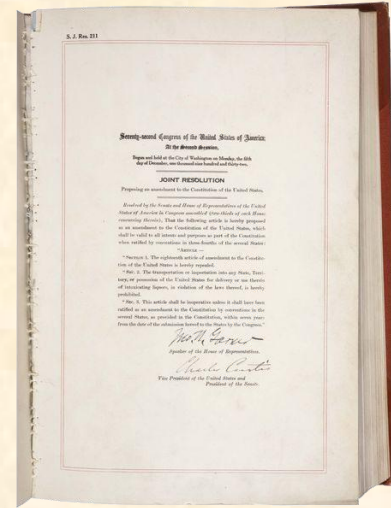 S. J. Res. 211
Seventy-second Congress of the United States of America;
At the Second Session,
Begun and held at the City of Washington on Monday, the fifth
day of December, one thousand nine hundred and thirty-two.
JOINT RESOLUTION
Proposing an amendment to the Constitution of the United States.
Resolved by the Senate and House of Representatives of the United
States of America in Congress assembled (two-thirds of each House
concurring therein), That the following article is hereby proposed
as an amendment to the Constitution of the United States, which
shall be valid to all intents and purposes as part of the Constitution
when ratified by conventions in three-fourths of the several States:
"Article —
"Section 1. The eighteenth article of amendment to the Constitu-
tion of the United States is hereby repealed.
"Sec. 2. The transportation or importation into any State, Terri-
tory, or possession of the United States for delivery or use therein
of intoxicating liquors, in violation of the laws thereof, is hereby
prohibited.
"Sec. 3. This article shall be inoperative unless it shall have been
ratified as an amendment to the Constitution by conventions in the
several States, as provided in the Constitution, within seven years
from the date of the submission hereof to the States by the Congress."
Jno. N. Garner
Speaker of the House of Representatives.
Charles Curtis
Vice President of the United States and
President of the Senate.